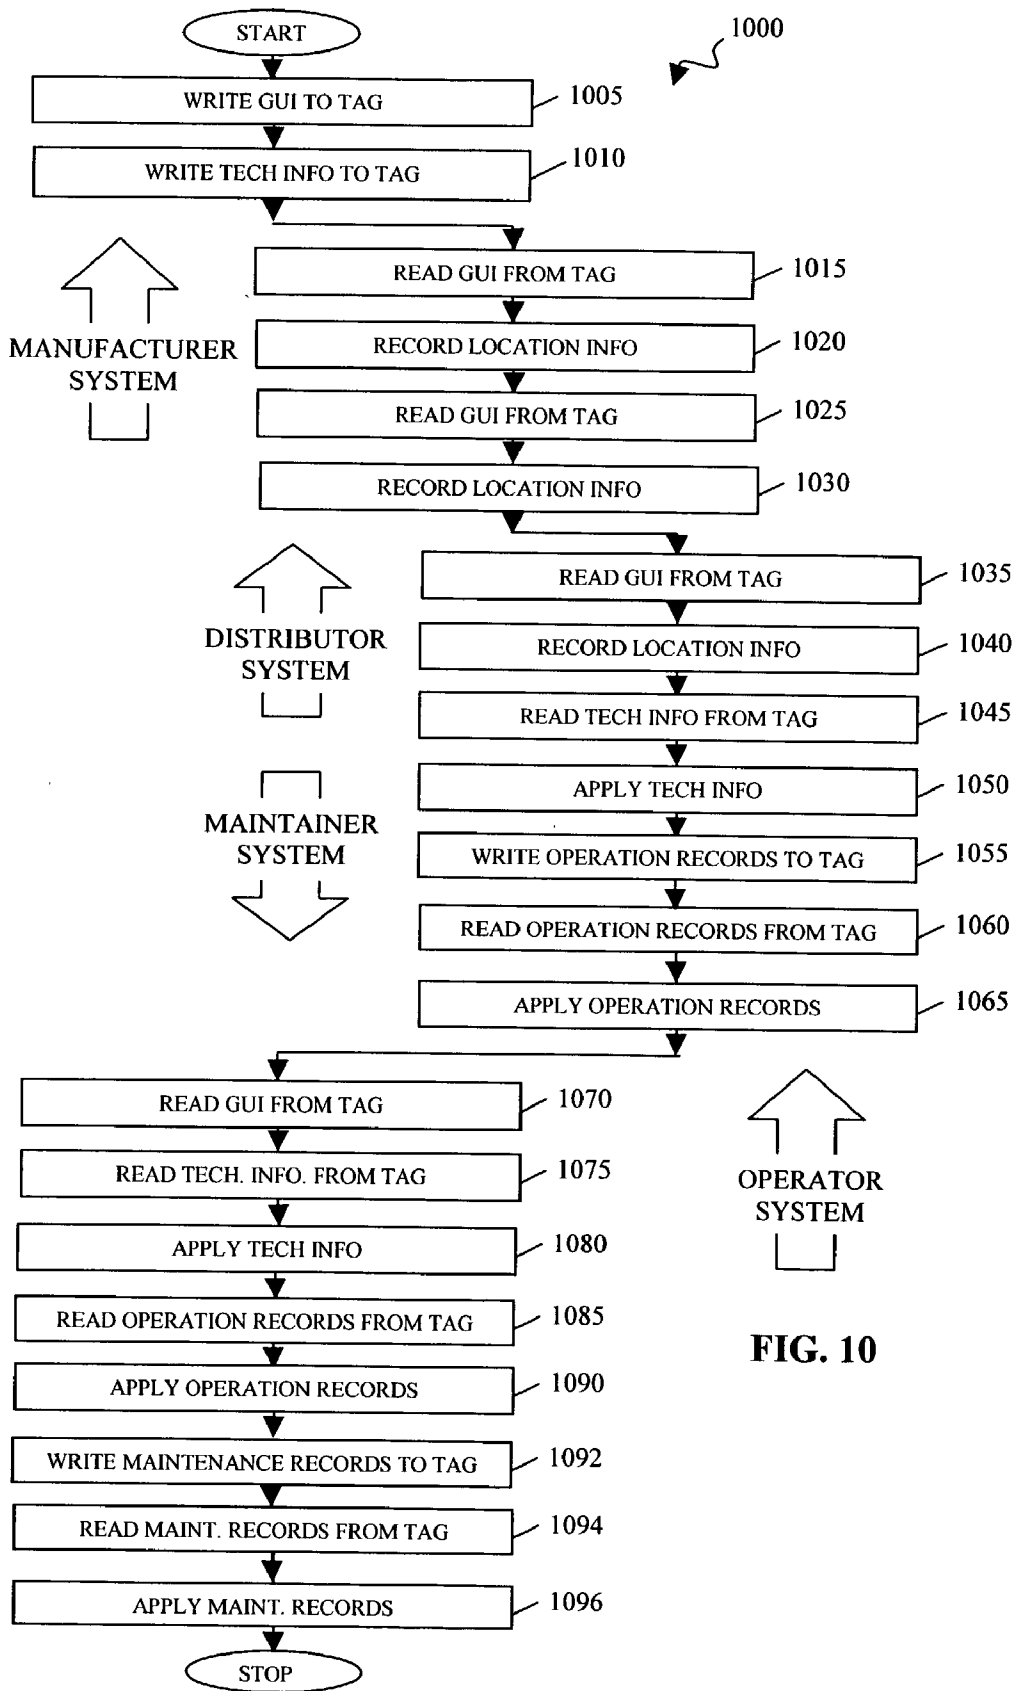 START
1000
WRITE GUI TO TAG
1005
WRITE TECH INFO TO TAG
1010
READ GUI FROM TAG
1015
MANUFACTURER
SYSTEM
RECORD LOCATION INFO
1020
READ GUI FROM TAG
1025
RECORD LOCATION INFO
1030
READ GUI FROM TAG
1035
DISTRIBUTOR
SYSTEM
RECORD LOCATION INFO
1040
READ TECH INFO FROM TAG
1045
APPLY TECH INFO
1050
MAINTAINER
SYSTEM
WRITE OPERATION RECORDS TO TAG
1055
READ OPERATION RECORDS FROM TAG
1060
APPLY OPERATION RECORDS
1065
READ GUI FROM TAG
1070
READ TECH. INFO. FROM TAG
1075
OPERATOR
SYSTEM
APPLY TECH INFO
1080
READ OPERATION RECORDS FROM TAG
1085
FIG. 10
APPLY OPERATION RECORDS
1090
WRITE MAINTENANCE RECORDS TO TAG
1092
READ MAINT. RECORDS FROM TAG
1094
APPLY MAINT. RECORDS
1096
STOP